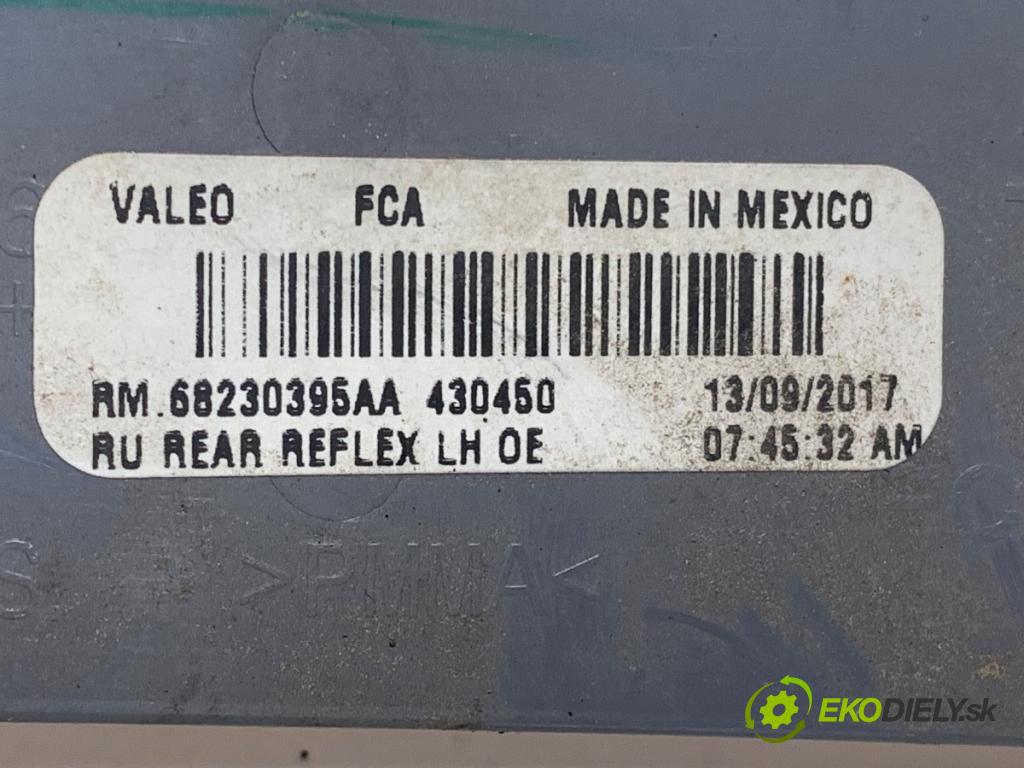 VALEO FCA MADE IN MEXICO
RM.68230395AA 430450 13/09/2017
RU REAR REFLEX LH OE 07:45:32 AM
>PMMA<
EKODIELY.sk